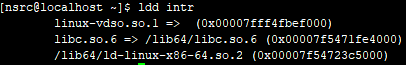 [nsrc@localhost ~]$ ldd intr
linux-vdso.so.1 =>  (0x00007fff4fbef000)
libc.so.6 => /lib64/libc.so.6 (0x00007f5471fe4000)
/lib64/ld-linux-x86-64.so.2 (0x00007f54723c5000)